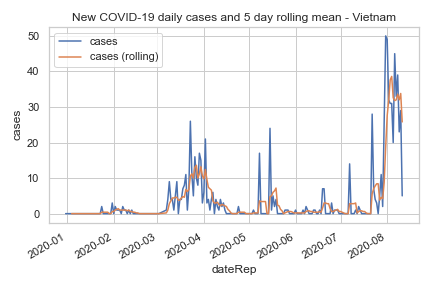 New COVID-19 daily cases and 5 day rolling mean - Vietnam
cases
cases (rolling)
cases
50
40
30
20
10
0
2020-01
2020-02
2020-03
2020-04
2020-05
2020-06
2020-07
2020-08
dateRep